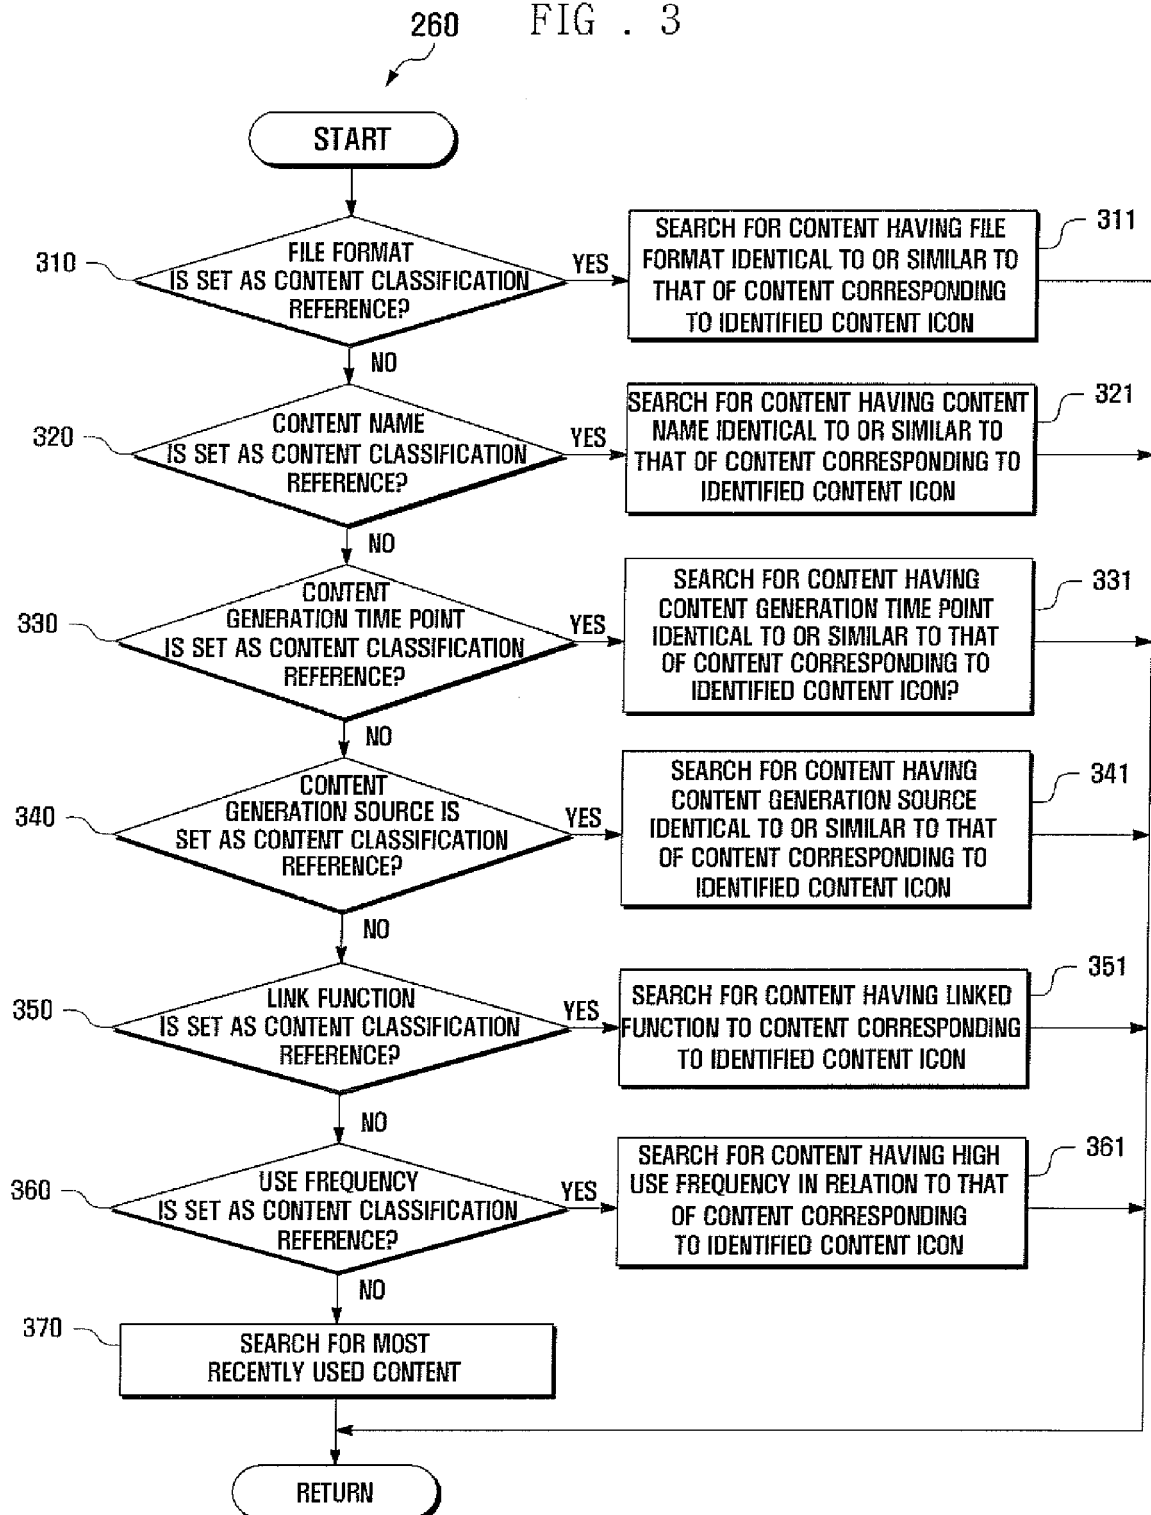 FIG . 3
260
START
310
FILE FORMAT
IS SET AS CONTENT CLASSIFICATION
REFERENCE?
YES
SEARCH FOR CONTENT HAVING FILE
FORMAT IDENTICAL TO OR SIMILAR TO
THAT OF CONTENT CORRESPONDING
TO IDENTIFIED CONTENT ICON
311
NO
320
CONTENT NAME
IS SET AS CONTENT CLASSIFICATION
REFERENCE?
YES
SEARCH FOR CONTENT HAVING CONTENT
NAME IDENTICAL TO OR SIMILAR TO
THAT OF CONTENT CORRESPONDING TO
IDENTIFIED CONTENT ICON
321
NO
330
CONTENT
GENERATION TIME POINT
IS SET AS CONTENT CLASSIFICATION
REFERENCE?
YES
SEARCH FOR CONTENT HAVING
CONTENT GENERATION TIME POINT
IDENTICAL TO OR SIMILAR TO THAT
OF CONTENT CORRESPONDING TO
IDENTIFIED CONTENT ICON?
331
NO
340
CONTENT
GENERATION SOURCE IS
SET AS CONTENT CLASSIFICATION
REFERENCE?
YES
SEARCH FOR CONTENT HAVING
CONTENT GENERATION SOURCE
IDENTICAL TO OR SIMILAR TO THAT
OF CONTENT CORRESPONDING TO
IDENTIFIED CONTENT ICON
341
NO
350
LINK FUNCTION
IS SET AS CONTENT CLASSIFICATION
REFERENCE?
YES
SEARCH FOR CONTENT HAVING LINKED
FUNCTION TO CONTENT CORRESPONDING
TO IDENTIFIED CONTENT ICON
351
NO
360
USE FREQUENCY
IS SET AS CONTENT CLASSIFICATION
REFERENCE?
YES
SEARCH FOR CONTENT HAVING HIGH
USE FREQUENCY IN RELATION TO THAT
OF CONTENT CORRESPONDING
TO IDENTIFIED CONTENT ICON
361
NO
370
SEARCH FOR MOST
RECENTLY USED CONTENT
RETURN